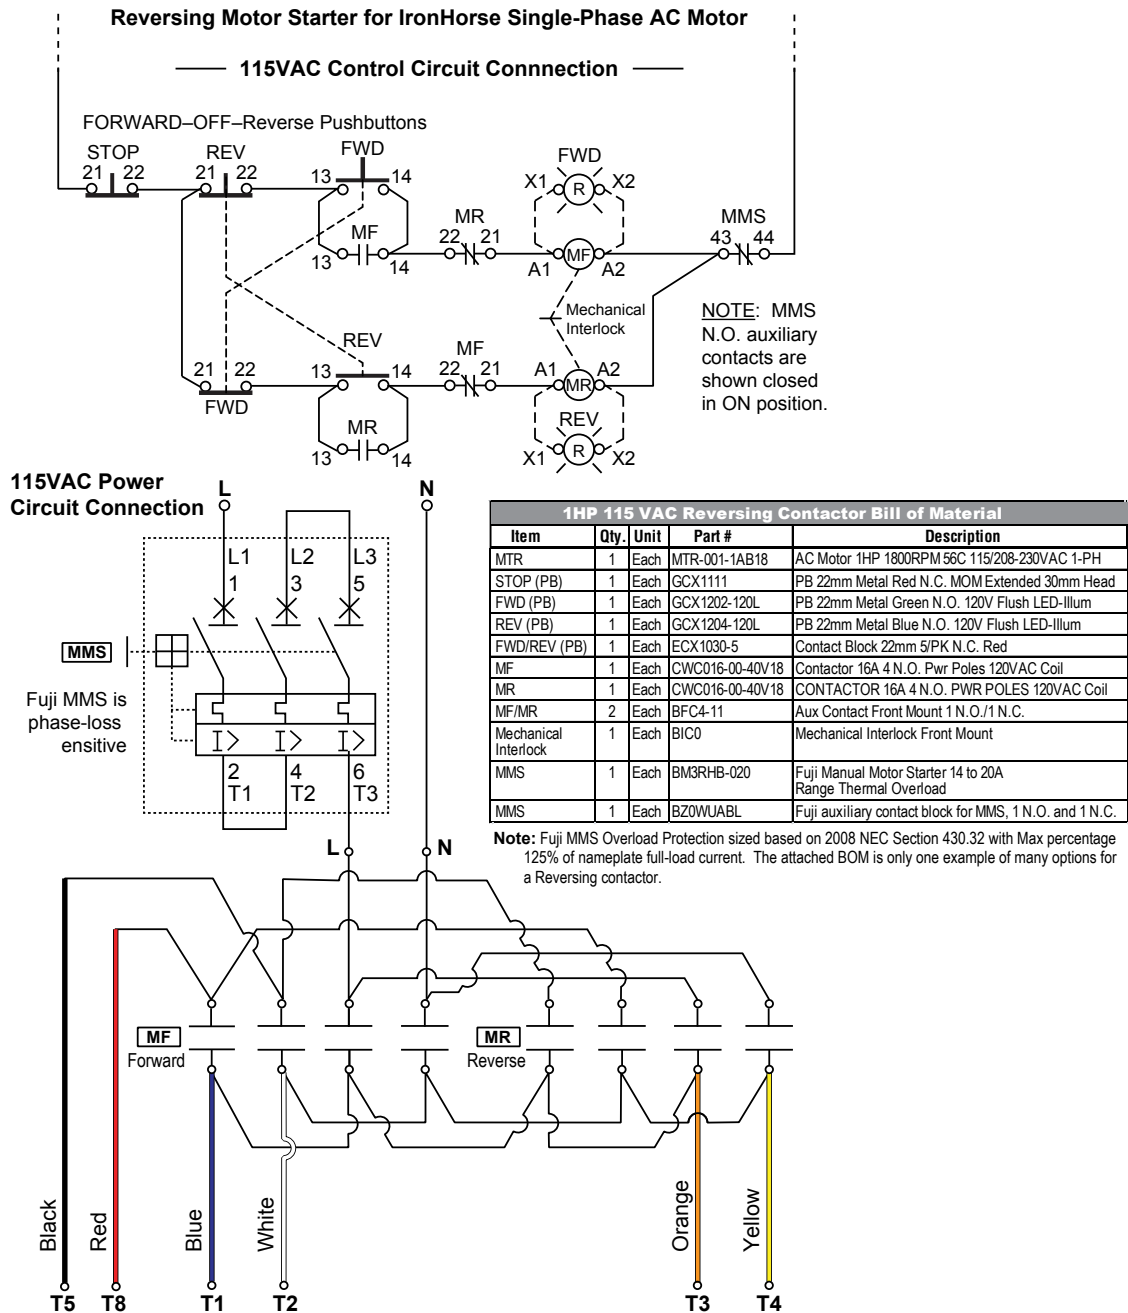 Reversing Motor Starter for IronHorse Single-Phase AC Motor
115VAC Control Circuit Connnection
FORWARD–OFF–Reverse Pushbuttons
STOP REV FWD FWD
21 22 21 22 13 14 X1 R X2
MF MR MMS
13 14 22 21 A1 MF A2 43 44
Mechanical
Interlock
NOTE: MMS
N.O. auxiliary
contacts are
shown closed
in ON position.
REV MF
21 22 13 14 22 21 A1 MR A2
FWD
MR REV
13 14 X1 R X2
115VAC Power
Circuit Connection
L N
L1 L2 L3
1 3 5
MMS
Fuji MMS is
phase-loss
ensitive
I> I> I>
2 4 6
T1 T2 T3
L N
1HP 115 VAC Reversing Contactor Bill of Material
Item Qty. Unit Part # Description
MTR 1 Each MTR-001-1AB18 AC Motor 1HP 1800RPM 56C 115/208-230VAC 1-PH
STOP (PB) 1 Each GCX1111 PB 22mm Metal Red N.C. MOM Extended 30mm Head
FWD (PB) 1 Each GCX1202-120L PB 22mm Metal Green N.O. 120V Flush LED-Illum
REV (PB) 1 Each GCX1204-120L PB 22mm Metal Blue N.O. 120V Flush LED-Illum
FWD/REV (PB) 1 Each ECX1030-5 Contact Block 22mm 5/PK N.C. Red
MF 1 Each CWC016-00-40V18 Contactor 16A 4 N.O. Pwr Poles 120VAC Coil
MR 1 Each CWC016-00-40V18 CONTACTOR 16A 4 N.O. PWR POLES 120VAC Coil
MF/MR 2 Each BFC4-11 Aux Contact Front Mount 1 N.O./1 N.C.
Mechanical Interlock 1 Each BIC0 Mechanical Interlock Front Mount
MMS 1 Each BM3RHB-020 Fuji Manual Motor Starter 14 to 20A
Range Thermal Overload
MMS 1 Each BZ0WUABL Fuji auxiliary contact block for MMS, 1 N.O. and 1 N.C.
Note: Fuji MMS Overload Protection sized based on 2008 NEC Section 430.32 with Max percentage
125% of nameplate full-load current. The attached BOM is only one example of many options for
a Reversing contactor.
MF MR
Forward Reverse
Black Red Blue White Orange Yellow
T5 T8 T1 T2 T3 T4